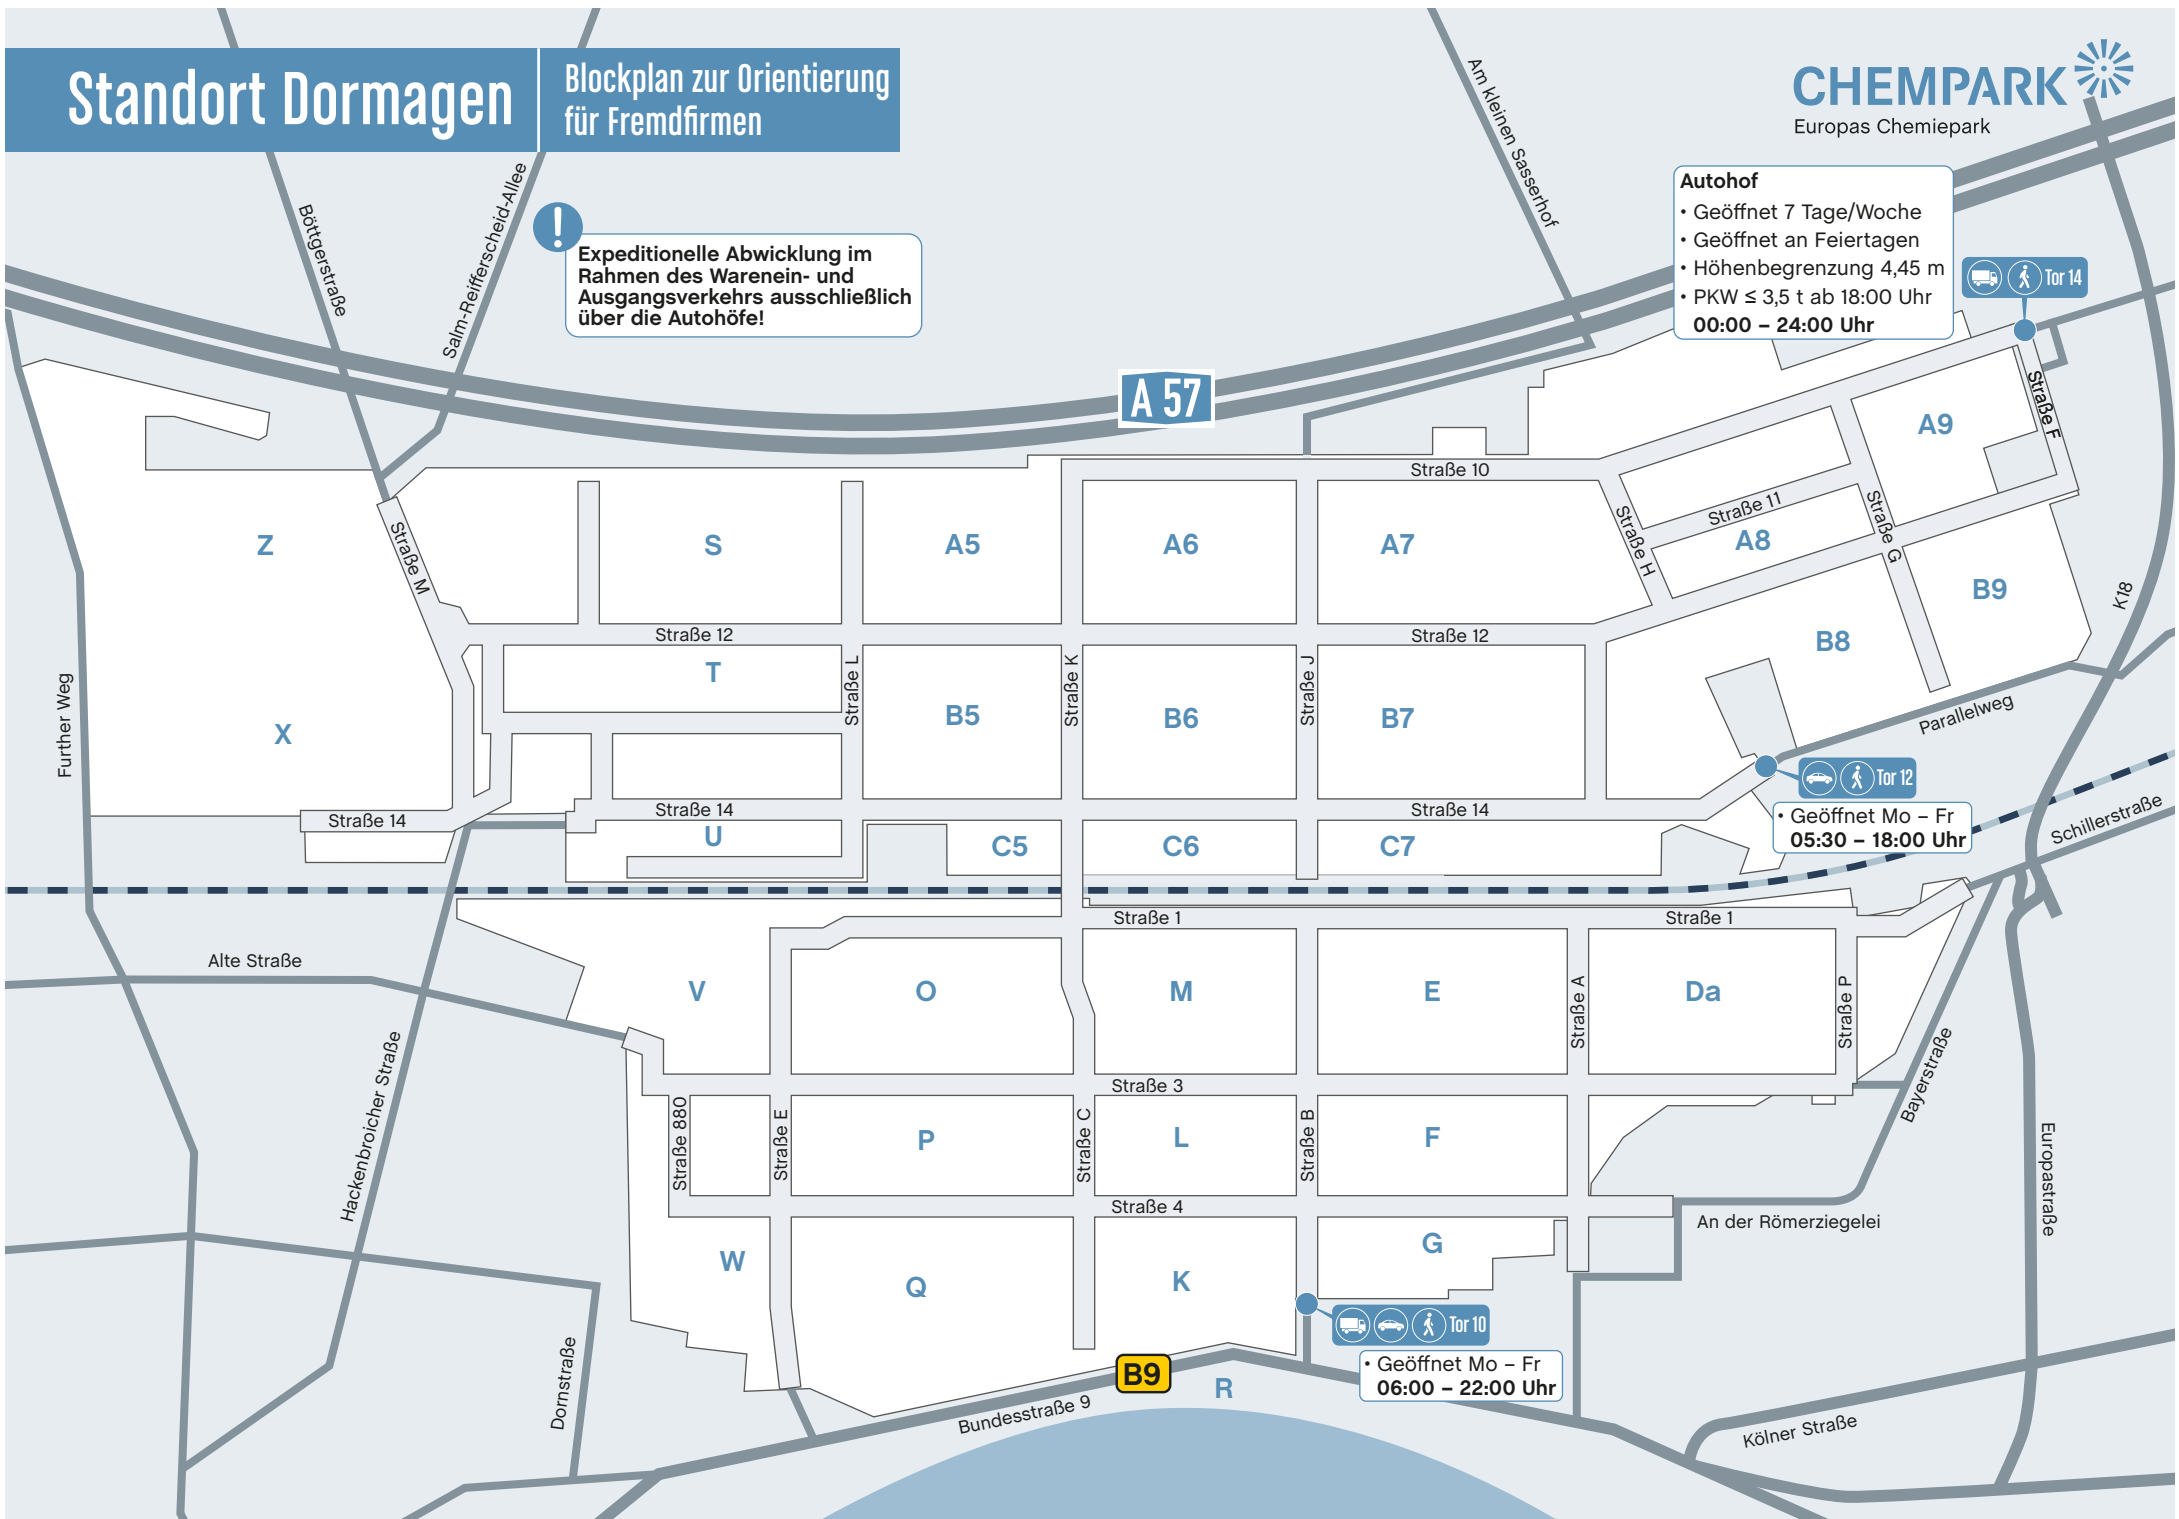 Standort Dormagen
Blockplan zur Orientierung
für Fremdfirmen
CHEMPARK
Europas Chemiepark
Am kleinen Sasserhof
Böttgerstraße
Salm-Reifferscheid-Allee
!
Expeditionelle Abwicklung im
Rahmen des Warenein- und
Ausgangsverkehrs ausschließlich
über die Autohöfe!
Autohof
• Geöffnet 7 Tage/Woche
• Geöffnet an Feiertagen
• Höhenbegrenzung 4,45 m
• PKW ≤ 3,5 t ab 18:00 Uhr
00:00 – 24:00 Uhr
Tor 14
A 57
Straße F
A9
Straße 10
Straße 11
Straße H
Straße G
A8
Z
Straße M
S
A5
A6
A7
B9
K18
Straße 12
Straße 12
B8
T
Straße L
Straße K
Straße J
Further Weg
X
B5
B6
B7
Parallelweg
Tor 12
• Geöffnet Mo – Fr
05:30 – 18:00 Uhr
Schillerstraße
Straße 14
Straße 14
Straße 14
U
C5
C6
C7
Straße 1
Straße 1
Alte Straße
V
O
M
E
Straße A
Da
Straße P
Hackenbroicher Straße
Bayerstraße
Straße 3
Straße 880
Straße E
P
Straße C
L
Straße B
F
Europastraße
Straße 4
An der Römerziegelei
W
Q
K
G
Tor 10
• Geöffnet Mo – Fr
06:00 – 22:00 Uhr
Dornstraße
B9
R
Bundesstraße 9
Kölner Straße